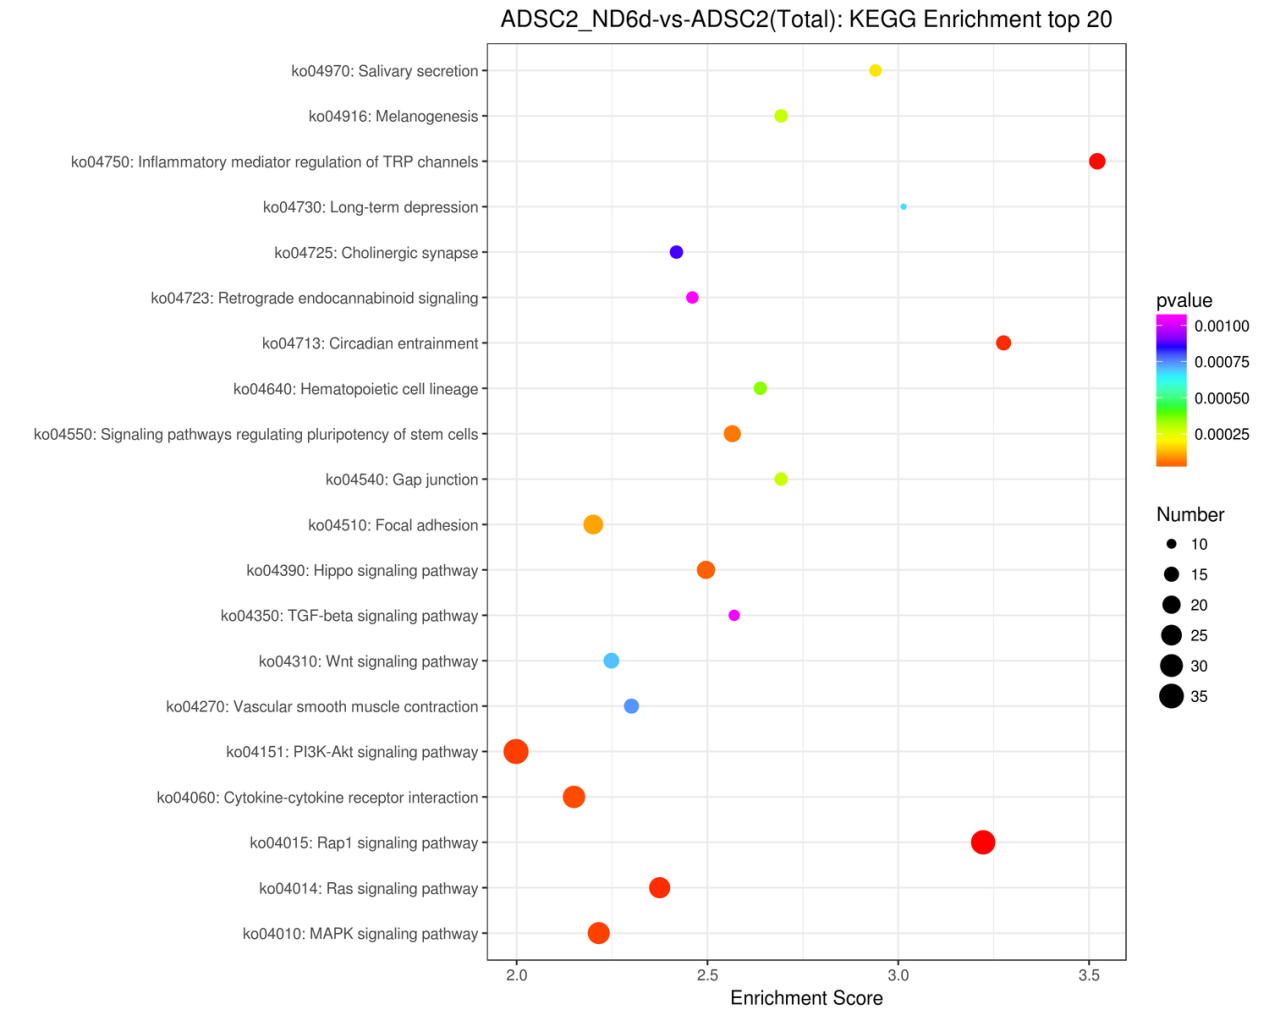 ADSC2_ND6d-vs-ADSC2(Total): KEGG Enrichment top 20
ko04970: Salivary secretion
ko04916: Melanogenesis
ko04750: Inflammatory mediator regulation of TRP channels
ko04730: Long-term depression
ko04725: Cholinergic synapse
ko04723: Retrograde endocannabinoid signaling
ko04713: Circadian entrainment
ko04640: Hematopoietic cell lineage
ko04550: Signaling pathways regulating pluripotency of stem cells
ko04540: Gap junction
ko04510: Focal adhesion
ko04390: Hippo signaling pathway
ko04350: TGF-beta signaling pathway
ko04310: Wnt signaling pathway
ko04270: Vascular smooth muscle contraction
ko04151: PI3K-Akt signaling pathway
ko04060: Cytokine-cytokine receptor interaction
ko04015: Rap1 signaling pathway
ko04014: Ras signaling pathway
ko04010: MAPK signaling pathway
2.0 2.5 3.0 3.5
Enrichment Score
pvalue
0.00100
0.00075
0.00050
0.00025
Number
10
15
20
25
30
35